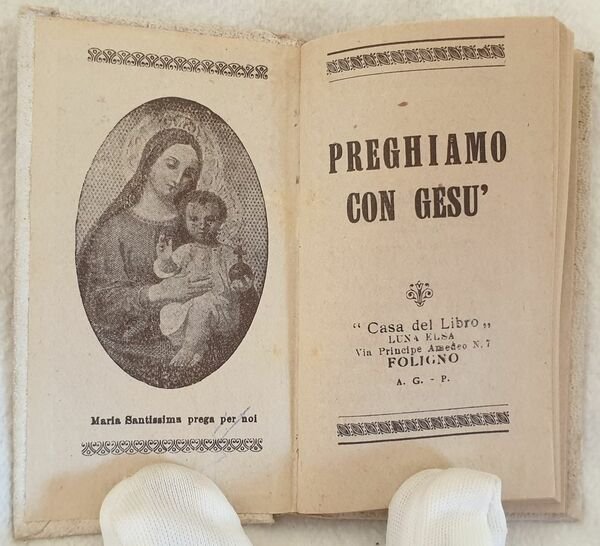 Maria Santissima prega per noi
PREGHIAMO
CON GESU'
" Casa del Libro „
LUNA ELSA
Via Principe Amedeo N. 7
FOLIGNO
A. G. - P.